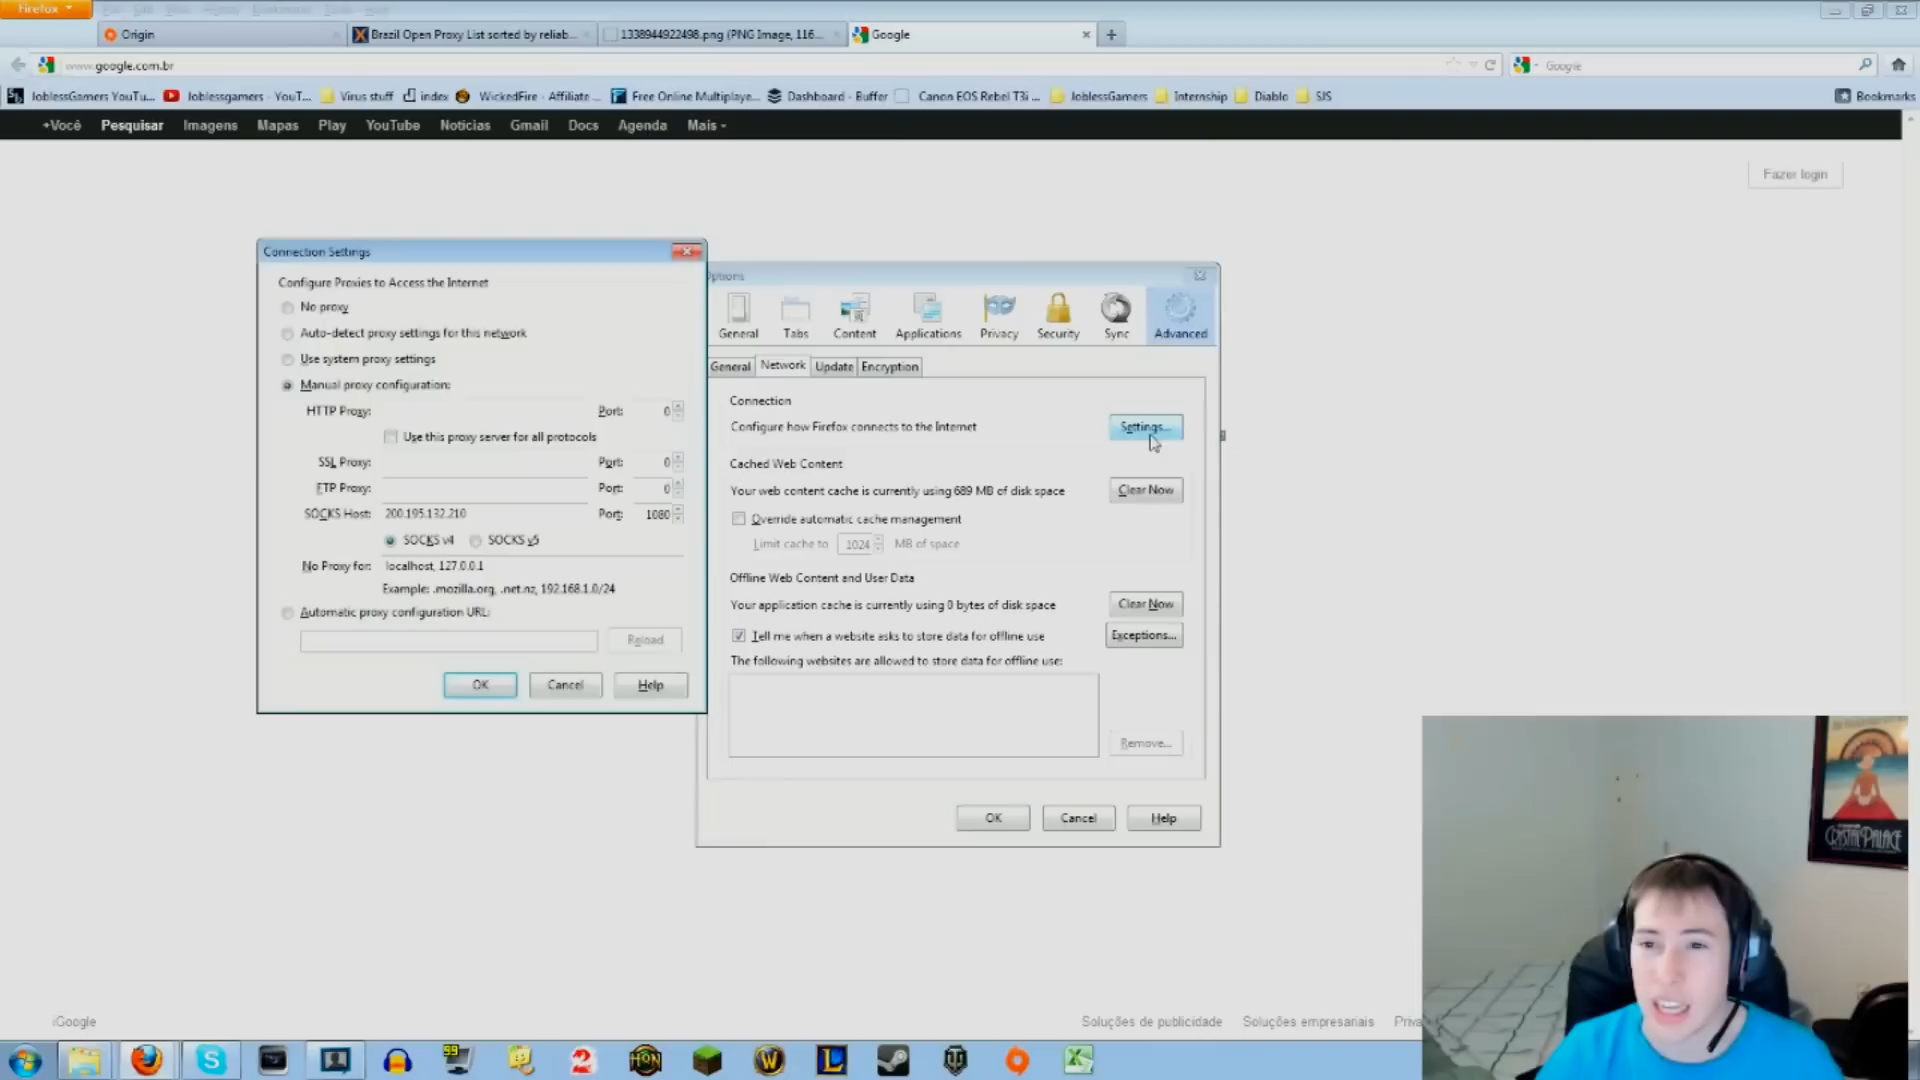 Firefox
Origin
Brazil Open Proxy List sorted by reliab...
1338944922498.png (PNG Image, 116...
Google
www.google.com.br
Google
JoblessGamers YouTu...
Joblessgamers - YouT...
Virus stuff
index
WickedFire - Affiliate ...
Free Online Multiplaye...
Dashboard - Buffer
Canon EOS Rebel T3i ...
JoblessGamers
Internship
Diablo
SJS
Bookmarks
+Você Pesquisar Imagens Mapas Play YouTube Notícias Gmail Docs Agenda Mais
Fazer login
Connection Settings
Configure Proxies to Access the Internet
No proxy
Auto-detect proxy settings for this network
Use system proxy settings
Manual proxy configuration:
HTTP Proxy: Port: 0
Use this proxy server for all protocols
SSL Proxy: Port: 0
FTP Proxy: Port: 0
SOCKS Host: 200.195.132.210 Port: 1080
SOCKS v4 SOCKS v5
No Proxy for: localhost, 127.0.0.1
Example: .mozilla.org, .net.nz, 192.168.1.0/24
Automatic proxy configuration URL:
Reload
OK Cancel Help
Options
General Tabs Content Applications Privacy Security Sync Advanced
General Network Update Encryption
Connection
Configure how Firefox connects to the Internet Settings...
Cached Web Content
Your web content cache is currently using 689 MB of disk space Clear Now
Override automatic cache management
Limit cache to 1024 MB of space
Offline Web Content and User Data
Your application cache is currently using 0 bytes of disk space Clear Now
Tell me when a website asks to store data for offline use Exceptions...
The following websites are allowed to store data for offline use:
Remove...
OK Cancel Help
CRYSTAL PALACE
iGoogle
Soluções de publicidade Soluções empresariais Priva
99
HON